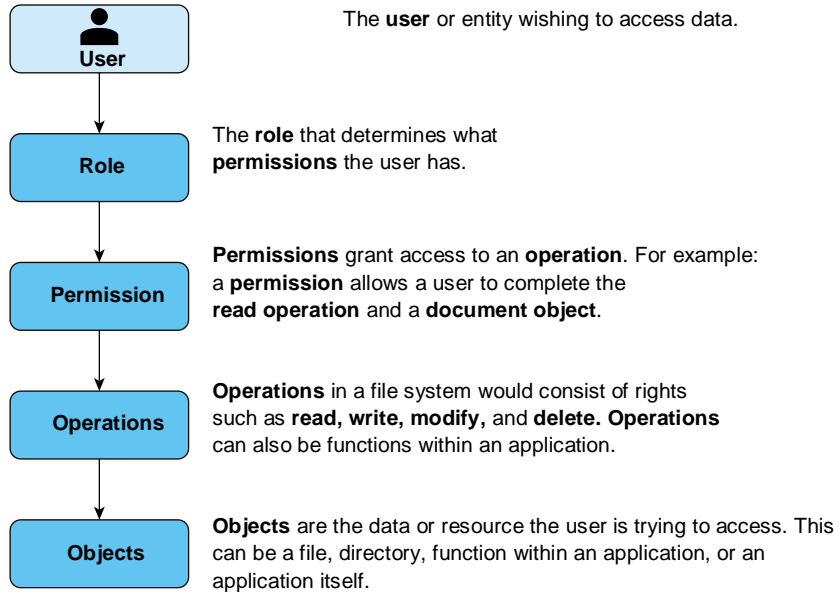 The user or entity wishing to access data.
User
The role that determines what
permissions the user has.
Role
Permissions grant access to an operation. For example:
a permission allows a user to complete the
read operation and a document object.
Permission
Operations in a file system would consist of rights
such as read, write, modify, and delete. Operations
can also be functions within an application.
Operations
Objects are the data or resource the user is trying to access. This
can be a file, directory, function within an application, or an
application itself.
Objects